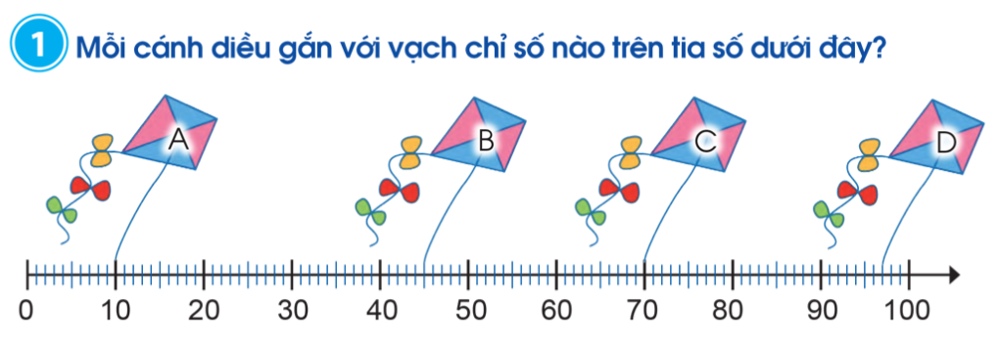 1 Mỗi cánh diều gắn với vạch chỉ số nào trên tia số dưới đây?
A B C D
0 10 20 30 40 50 60 70 80 90 100